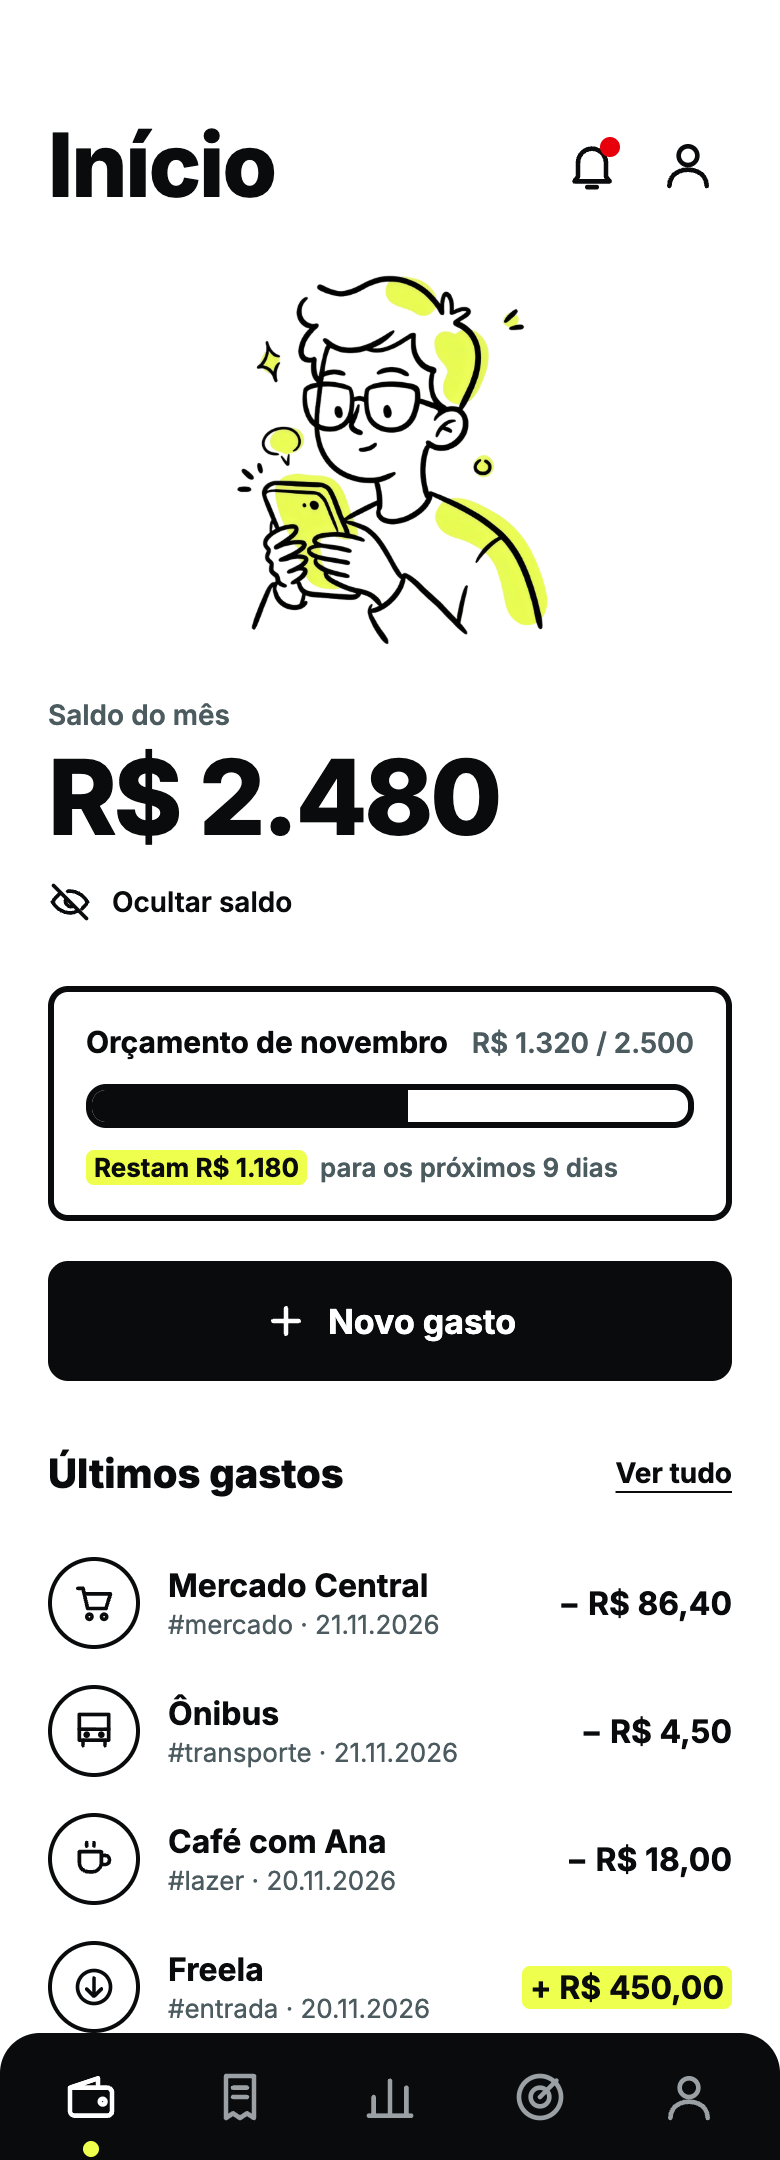 Início
Saldo do mês
R$ 2.480
Ocultar saldo
Orçamento de novembro R$ 1.320 / 2.500
Restam R$ 1.180 para os próximos 9 dias
Novo gasto
Últimos gastos Ver tudo
Mercado Central
#mercado · 21.11.2026
– R$ 86,40
Ônibus
#transporte · 21.11.2026
– R$ 4,50
Café com Ana
#lazer · 20.11.2026
– R$ 18,00
Freela
#entrada · 20.11.2026
+ R$ 450,00